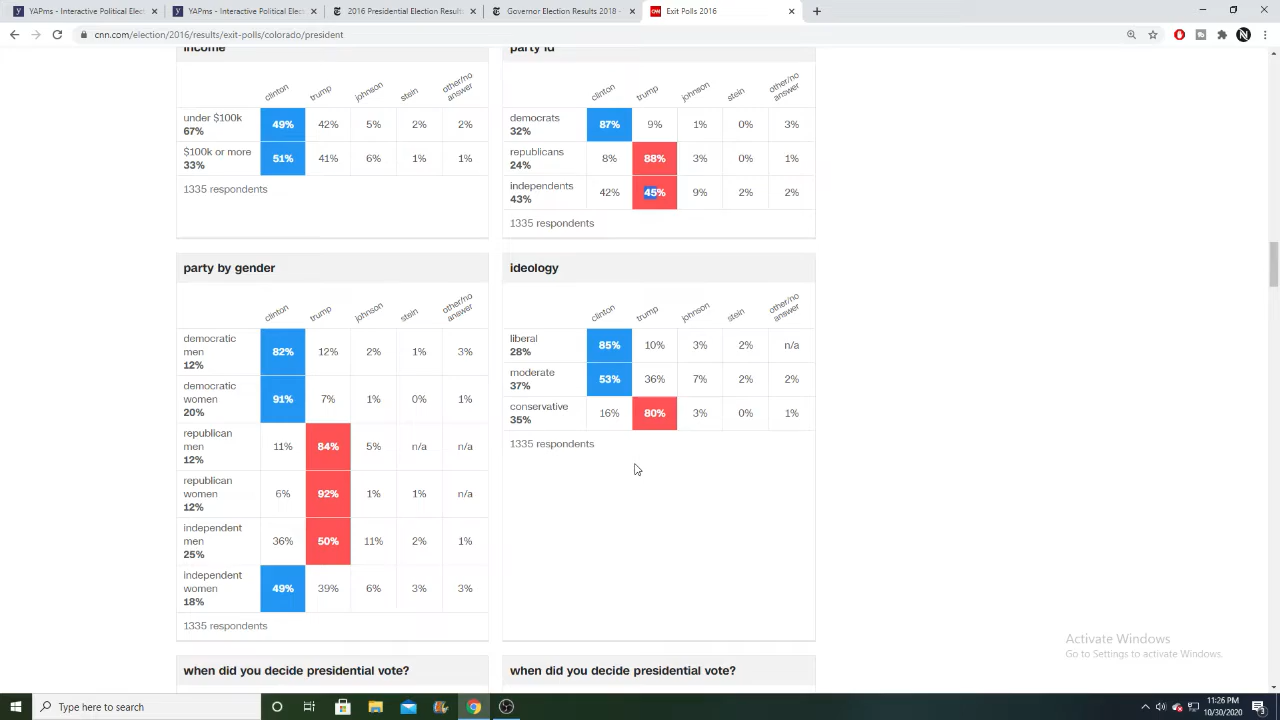 YAPms - Interactive Political Elec
YAPms - Interactive Political Elec
2016 Presidential Election Results
Governor Election Results 2018 -
Exit Polls 2016
cnn.com/election/2016/results/exit-polls/colorado/president
income
clinton trump johnson stein other/no answer
under $100k 67% 49% 42% 5% 2% 2%
$100k or more 33% 51% 41% 6% 1% 1%
1335 respondents
party id
clinton trump johnson stein other/no answer
democrats 32% 87% 9% 1% 0% 3%
republicans 24% 8% 88% 3% 0% 1%
independents 43% 42% 45% 9% 2% 2%
1335 respondents
party by gender
clinton trump johnson stein other/no answer
democratic men 12% 82% 12% 2% 1% 3%
democratic women 20% 91% 7% 1% 0% 1%
republican men 12% 11% 84% 5% n/a n/a
republican women 12% 6% 92% 1% 1% n/a
independent men 25% 36% 50% 11% 2% 1%
independent women 18% 49% 39% 6% 3% 3%
1335 respondents
ideology
clinton trump johnson stein other/no answer
liberal 28% 85% 10% 3% 2% n/a
moderate 37% 53% 36% 7% 2% 2%
conservative 35% 16% 80% 3% 0% 1%
1335 respondents
when did you decide presidential vote?
when did you decide presidential vote?
Activate Windows
Go to Settings to activate Windows.
Type here to search
11:26 PM
10/30/2020